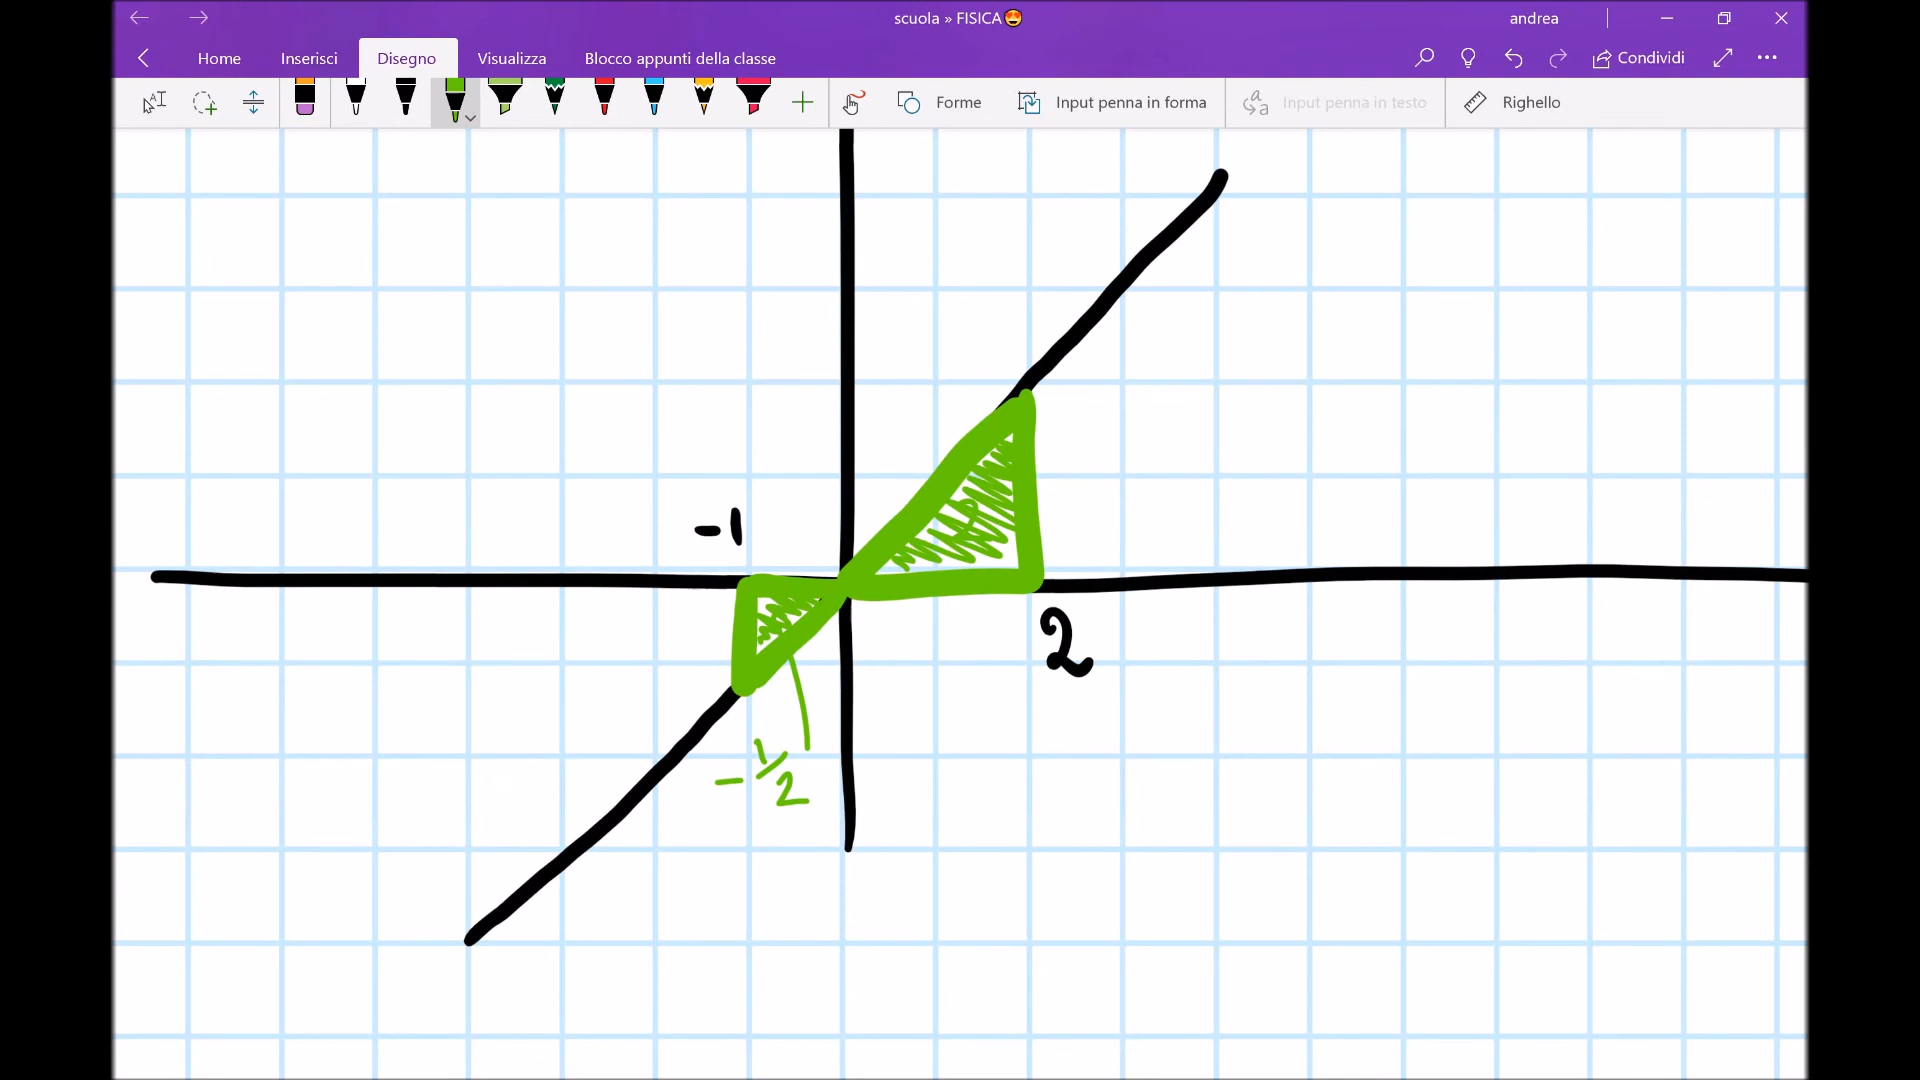 scuola » FISICA😍
andrea
Home Inserisci Disegno Visualizza Blocco appunti della classe
Condividi
Forme Input penna in forma Input penna in testo Righello
-1
2
- 1/2